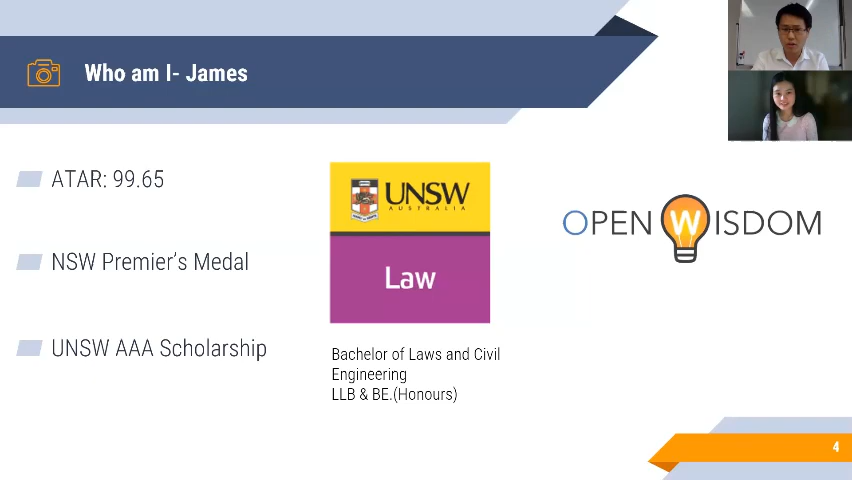 Who am I- James
ATAR: 99.65
NSW Premier's Medal
UNSW AAA Scholarship
UNSW
AUSTRALIA
Law
Bachelor of Laws and Civil
Engineering
LLB & BE.(Honours)
OPEN WISDOM
4